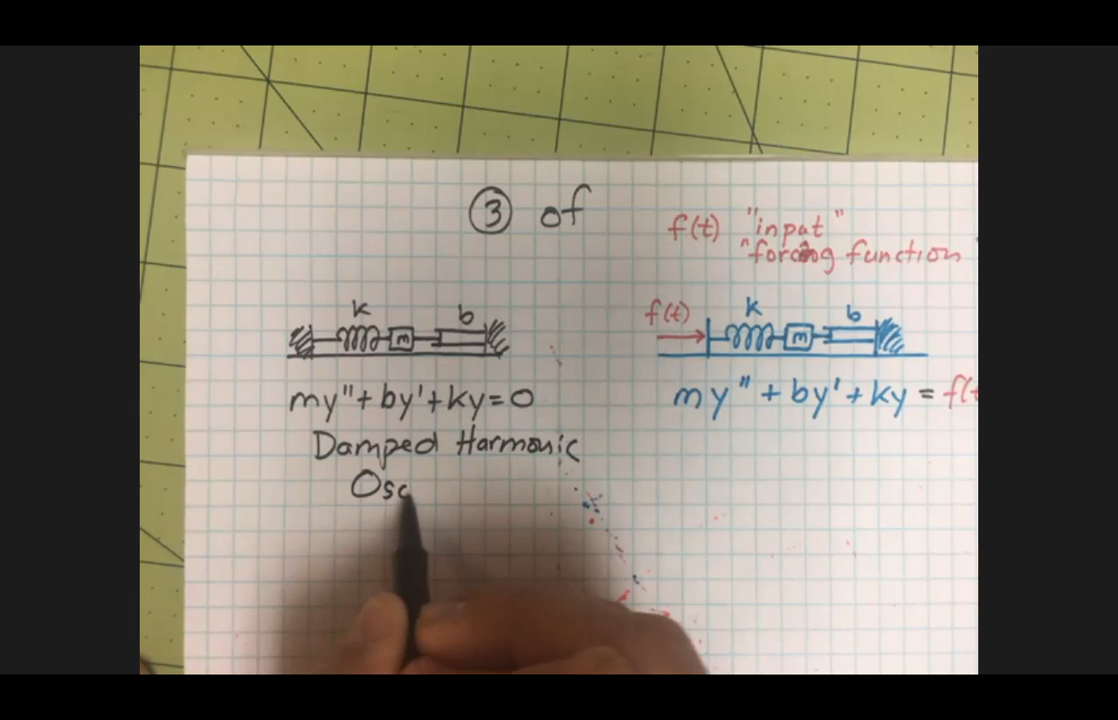 ③ of
f(t) "input"
"forcing function
k b
m
my"+by'+ky=0
Damped Harmonic
Osc
f(t) k b
m
my"+by'+ky=f(t